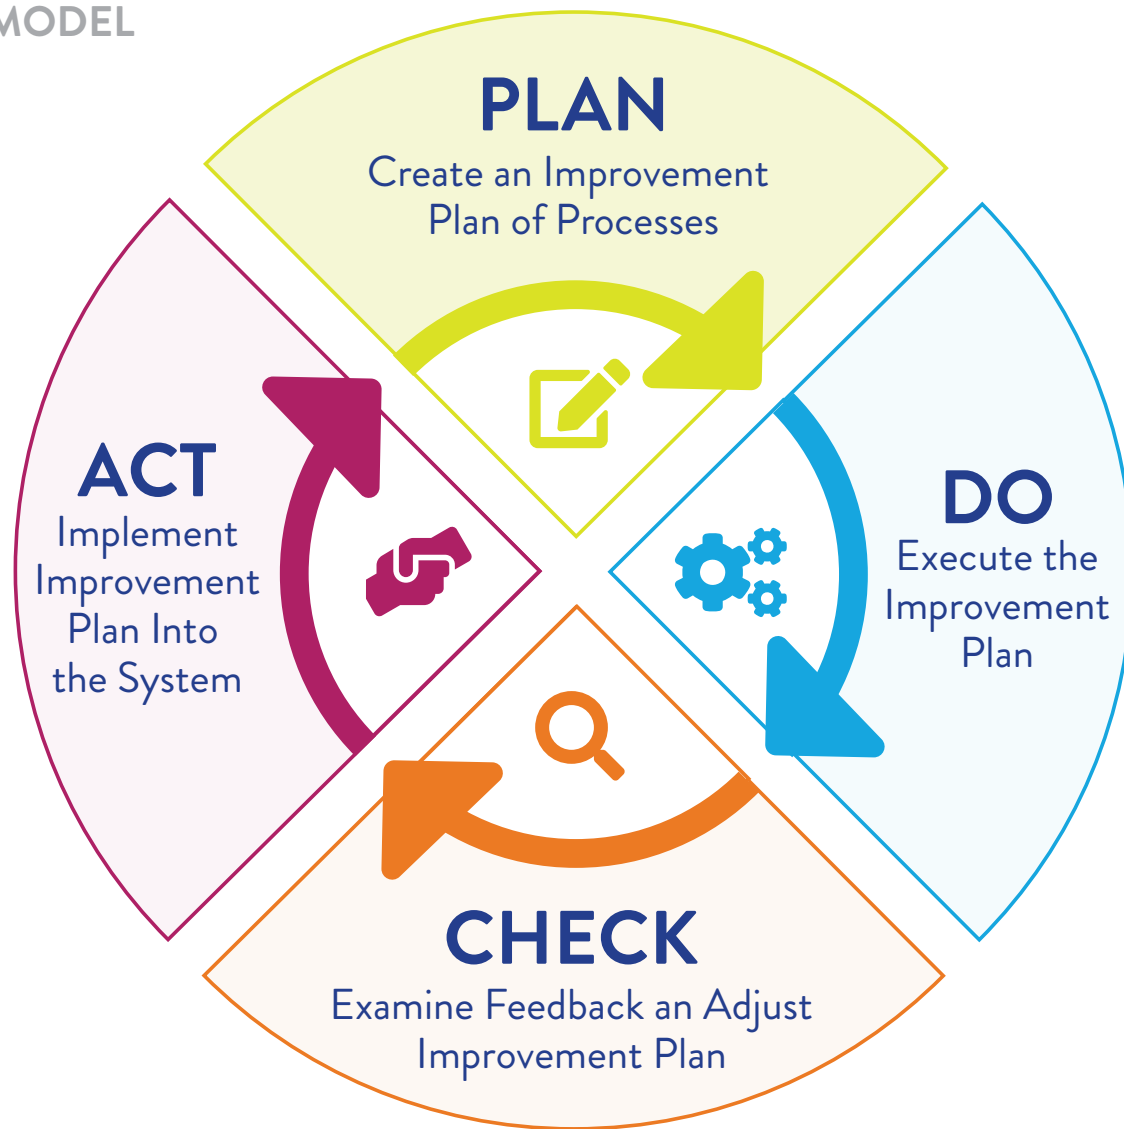 MODEL
PLAN
Create an Improvement
Plan of Processes
DO
Execute the
Improvement
Plan
CHECK
Examine Feedback an Adjust
Improvement Plan
ACT
Implement
Improvement
Plan Into
the System